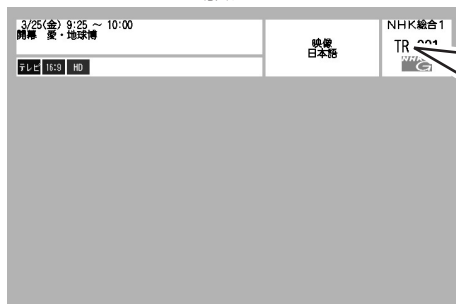 3/25(金) 9:25 ～ 10:00
開幕 愛・地球博
テレビ 16:9 HD
映像
日本語
NHK総合1
TR
G